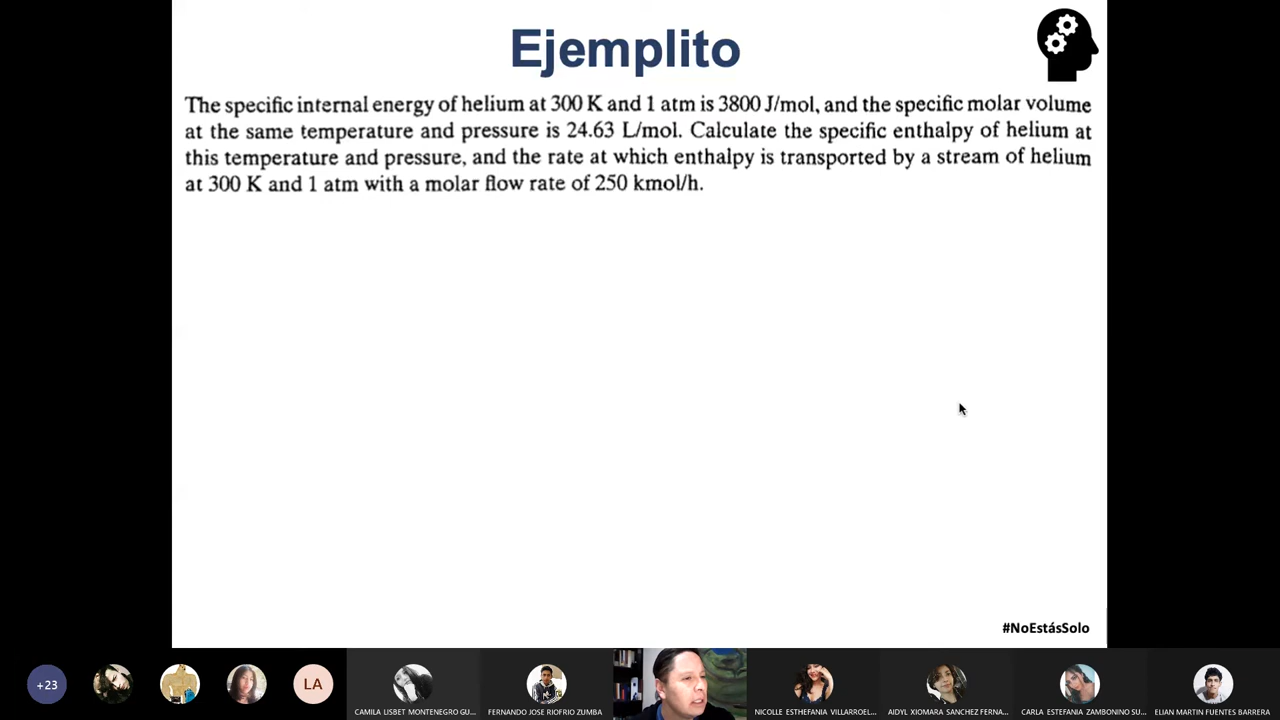 Ejemplito
The specific internal energy of helium at 300 K and 1 atm is 3800 J/mol, and the specific molar volume
at the same temperature and pressure is 24.63 L/mol. Calculate the specific enthalpy of helium at
this temperature and pressure, and the rate at which enthalpy is transported by a stream of helium
at 300 K and 1 atm with a molar flow rate of 250 kmol/h.
#NoEstásSolo
+23
LA
CAMILA LISBET MONTENEGRO GU...
FERNANDO JOSE RIOFRIO ZUMBA
NICOLLE ESTHEFANIA VILLARROEL...
AIDYL XIOMARA SANCHEZ FERNA...
CARLA ESTEFANIA ZAMBONINO SU...
ELIAN MARTIN FUENTES BARRERA